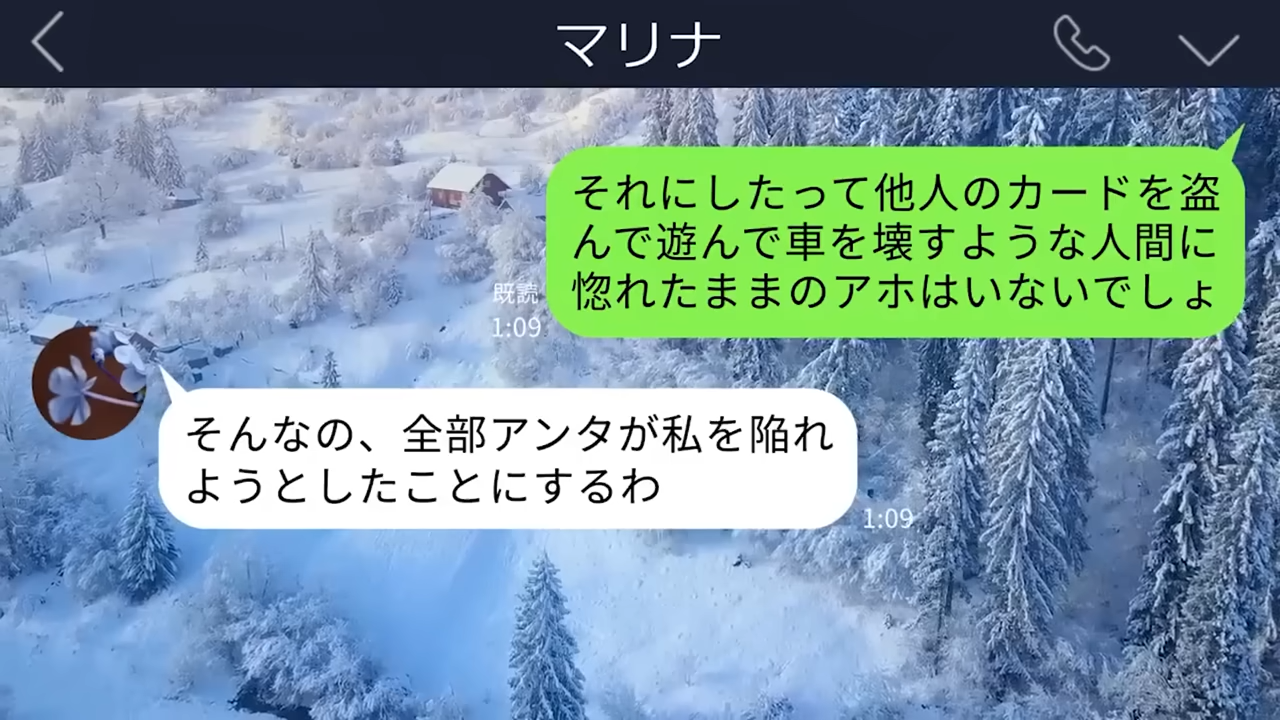 マリナ
それにしたって他人のカードを盗
んで遊んで車を壊すような人間に
惚れたままのアホはいないでしょ
既読
1:09
そんなの、全部アンタが私を陥れ
ようとしたことにするわ
1:09